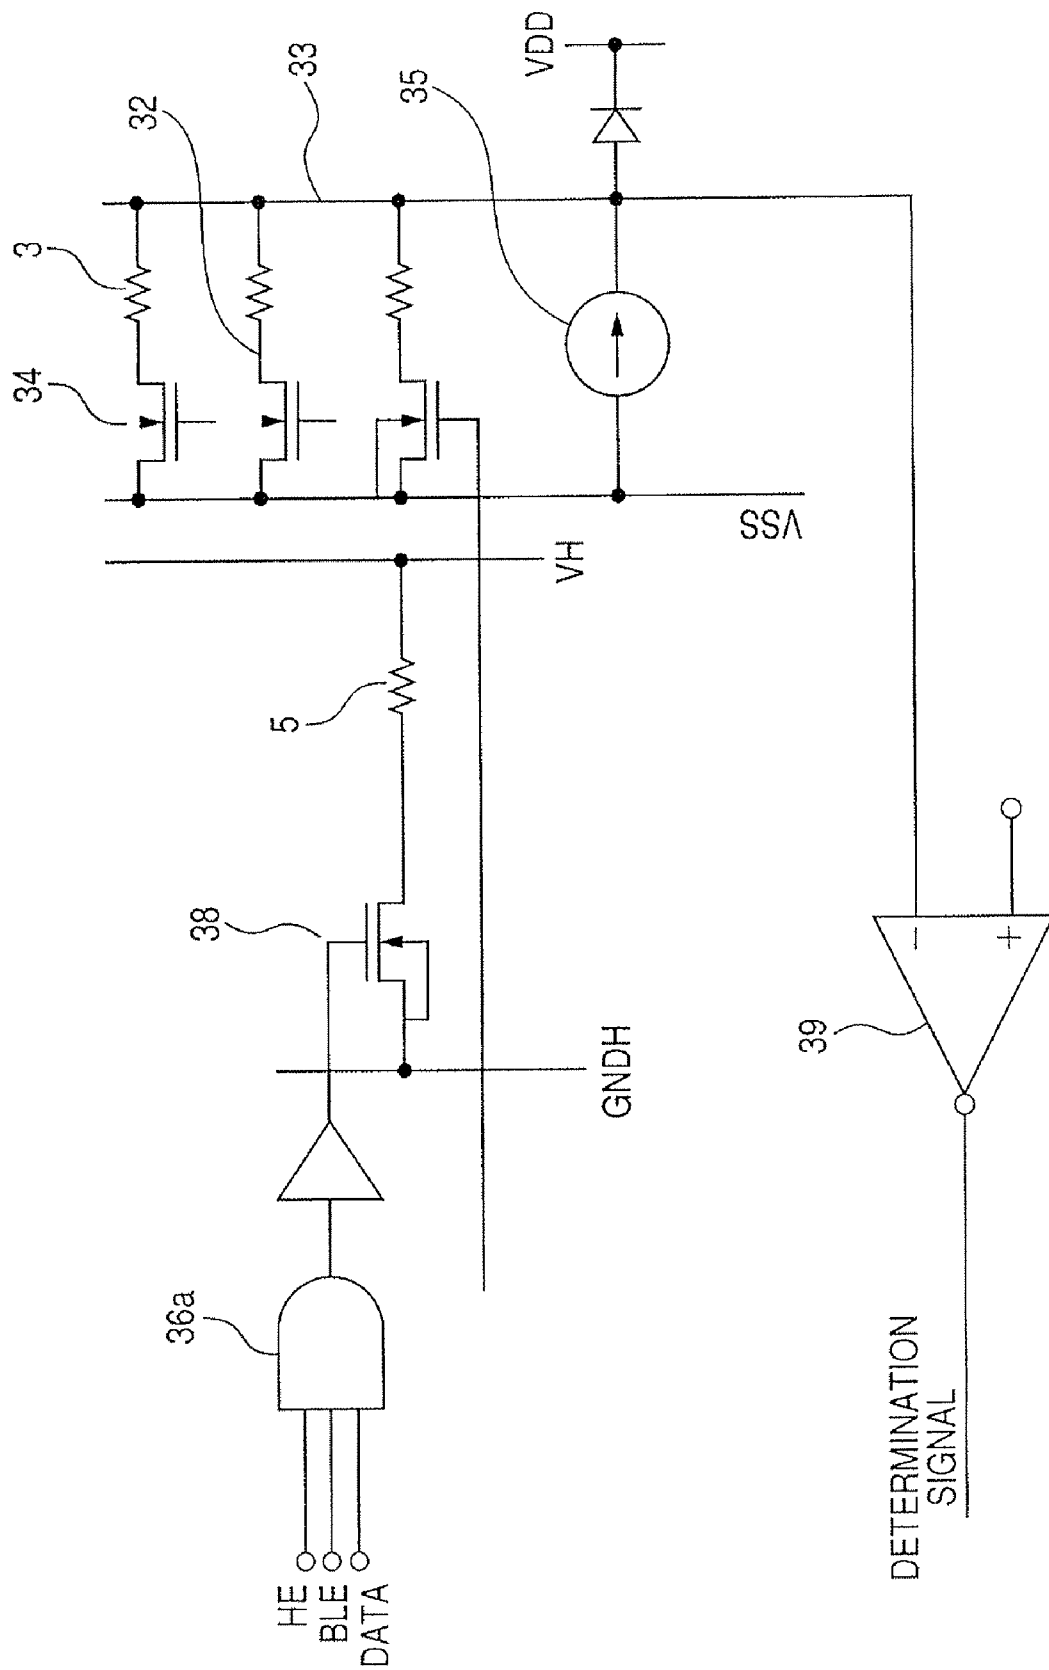 HE
BLE
DATA
36a
38
GNDH
5
VH
34
3
32
33
VSS
35
VDD
39
−
+
DETERMINATION
SIGNAL